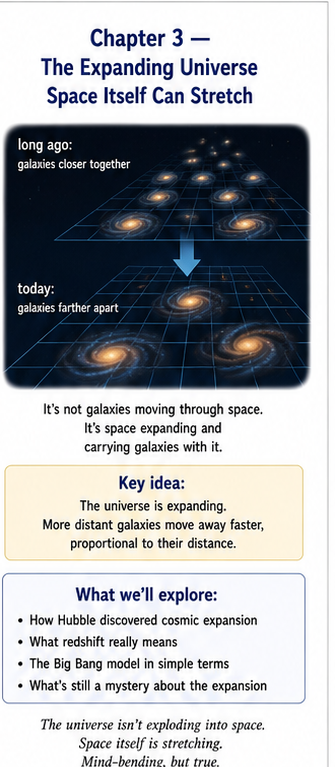 Chapter 3 —
The Expanding Universe
Space Itself Can Stretch
long ago:
galaxies closer together
today:
galaxies farther apart
It’s not galaxies moving through space.
It’s space expanding and
carrying galaxies with it.
Key idea:
The universe is expanding.
More distant galaxies move away faster,
proportional to their distance.
What we’ll explore:
• How Hubble discovered cosmic expansion
• What redshift really means
• The Big Bang model in simple terms
• What’s still a mystery about the expansion
The universe isn’t exploding into space.
Space itself is stretching.
Mind-bending, but true.